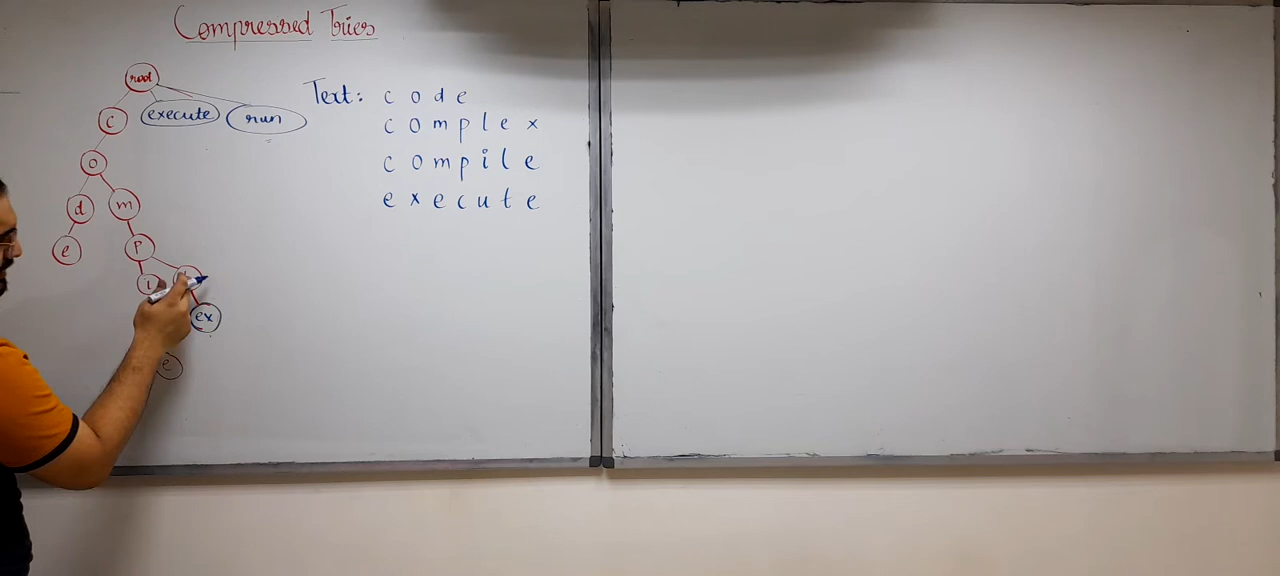 Compressed Tries
root
c
execute
run
o
d
m
e
p
i
ex
e
Text: c o d e
c o m p l e x
c o m p i l e
e x e c u t e